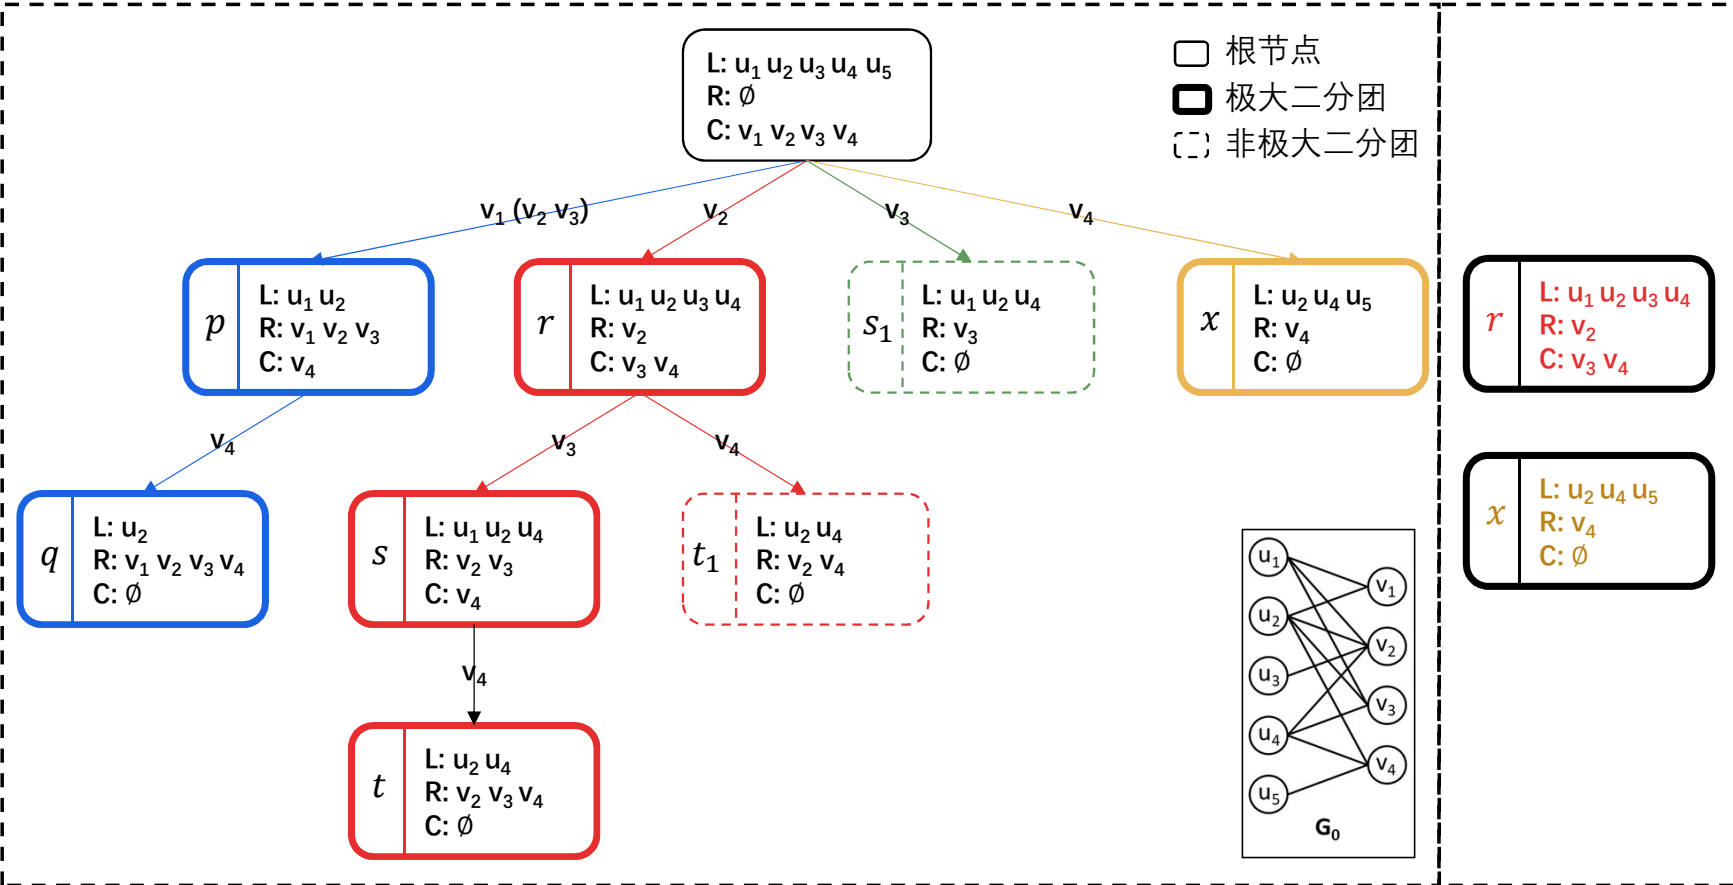 L: u1 u2 u3 u4 u5
R: ∅
C: v1 v2 v3 v4
根节点
极大二分团
非极大二分团
v1 (v2 v3)
v2
v3
v4
p
L: u1 u2
R: v1 v2 v3
C: v4
r
L: u1 u2 u3 u4
R: v2
C: v3 v4
s1
L: u1 u2 u4
R: v3
C: ∅
x
L: u2 u4 u5
R: v4
C: ∅
r
L: u1 u2 u3 u4
R: v2
C: v3 v4
v4
v3
v4
q
L: u2
R: v1 v2 v3 v4
C: ∅
s
L: u1 u2 u4
R: v2 v3
C: v4
t1
L: u2 u4
R: v2 v4
C: ∅
x
L: u2 u4 u5
R: v4
C: ∅
v4
t
L: u2 u4
R: v2 v3 v4
C: ∅
u1
v1
u2
v2
u3
v3
u4
v4
u5
G0